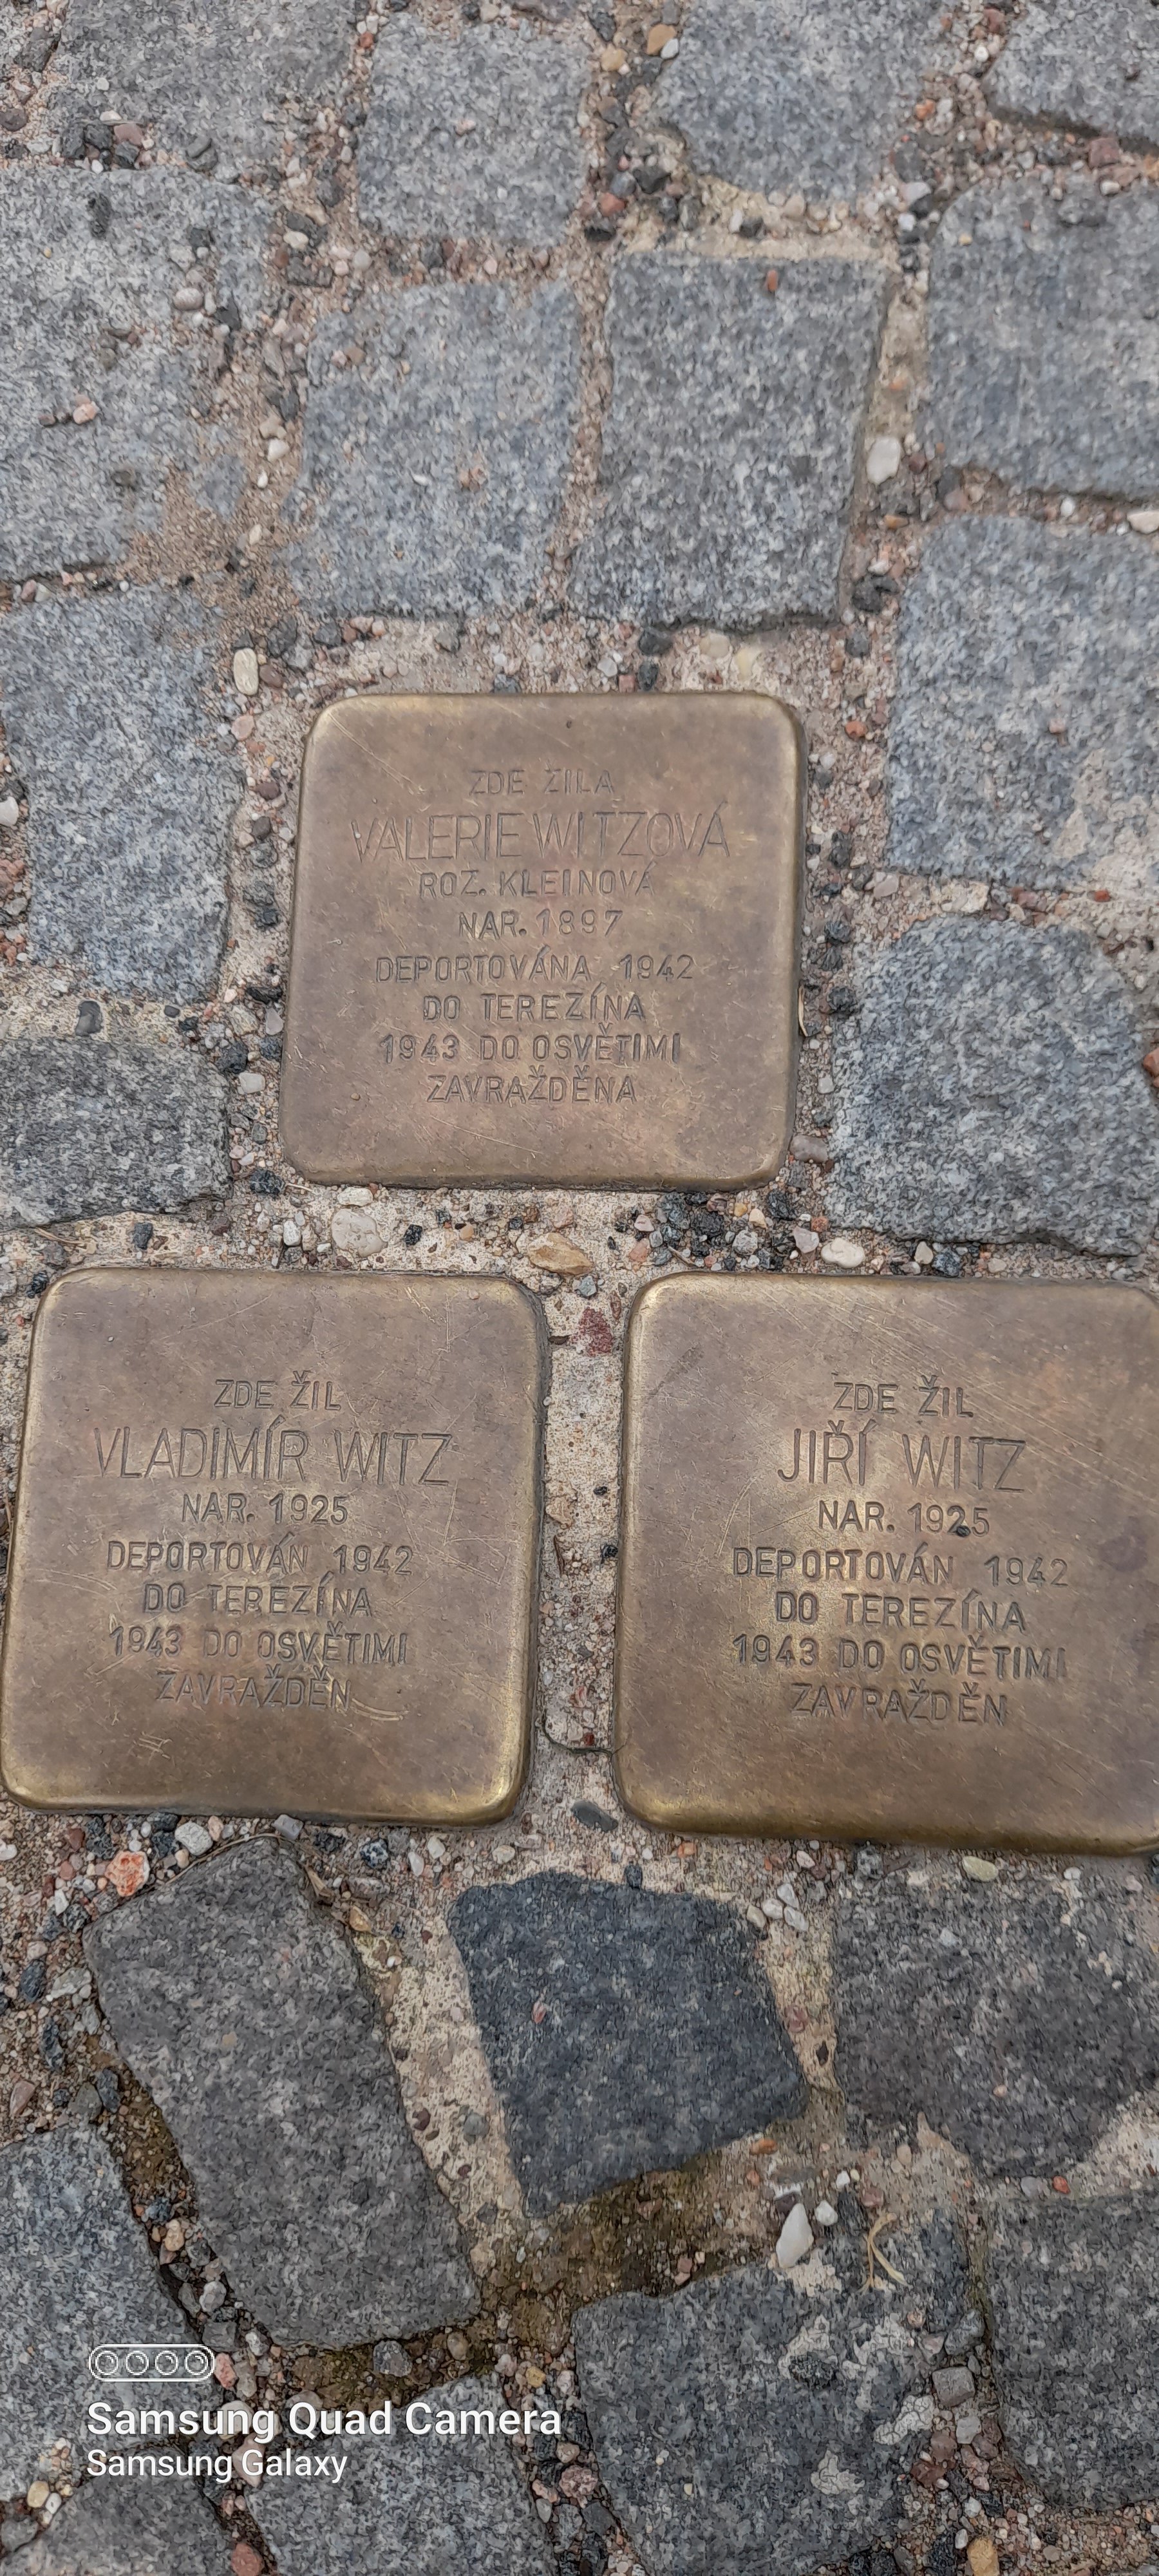 ZDE ŽILA
VALERIE WITZOVÁ
ROZ. KLEINOVÁ
NAR. 1897
DEPORTOVÁNA 1942
DO TEREZÍNA
1943 DO OSVĚTIMI
ZAVRAŽDĚNA
ZDE ŽIL
VLADIMÍR WITZ
NAR. 1925
DEPORTOVÁN 1942
DO TEREZÍNA
1943 DO OSVĚTIMI
ZAVRAŽDĚN
ZDE ŽIL
JIŘÍ WITZ
NAR. 1925
DEPORTOVÁN 1942
DO TEREZÍNA
1943 DO OSVĚTIMI
ZAVRAŽDĚN
Samsung Quad Camera
Samsung Galaxy